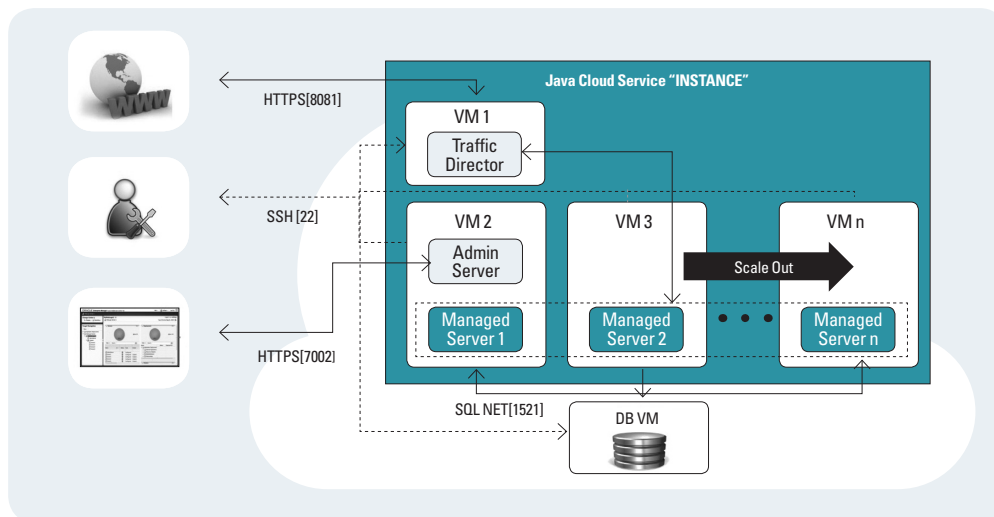 WWW
HTTPS[8081]
Java Cloud Service "INSTANCE"
VM 1
Traffic
Director
SSH [22]
VM 2
Admin
Server
VM 3
VM n
Scale Out
Managed
Server 1
Managed
Server 2
Managed
Server n
HTTPS[7002]
SQL NET[1521]
DB VM